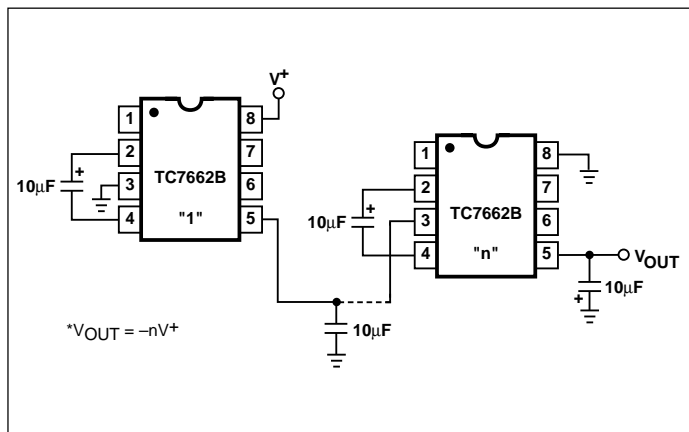 V+
1
2
3
4
8
7
6
5
TC7662B
"1"
+
10µF
1
2
3
4
8
7
6
5
TC7662B
"n"
+
10µF
VOUT
10µF
+
10µF
*VOUT = –nV+